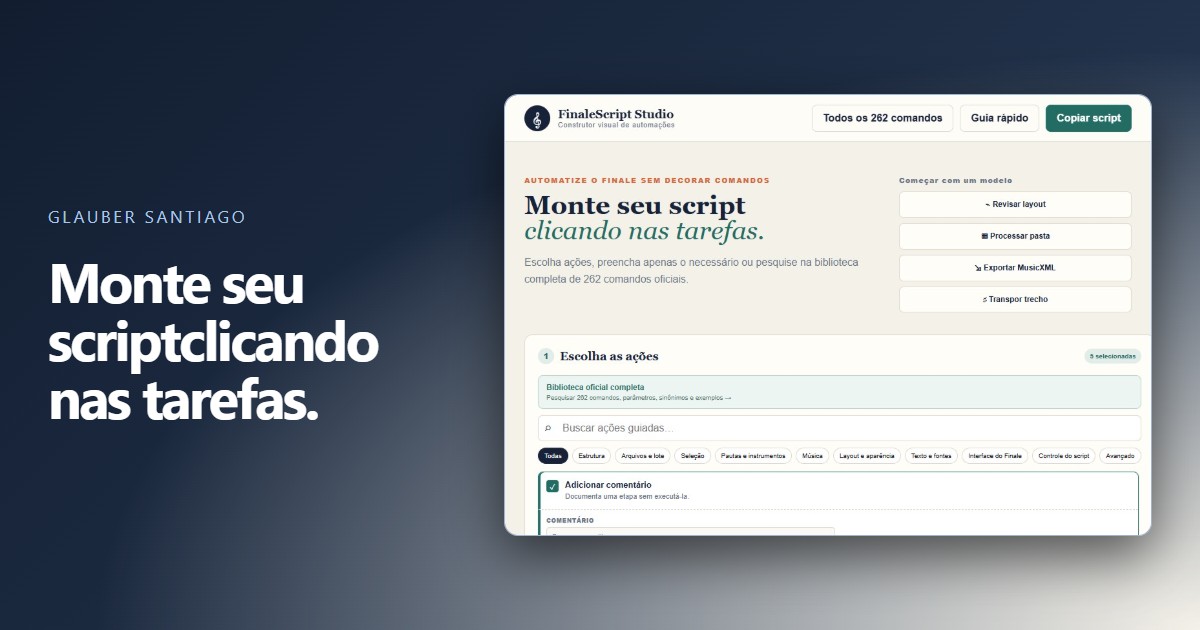 GLAUBER SANTIAGO
Monte seu
scriptclicando
nas tarefas.
FinaleScript Studio
Construtor visual de automações
Todos os 262 comandos
Guia rápido
Copiar script
AUTOMATIZE O FINALE SEM DECORAR COMANDOS
Monte seu script
clicando nas tarefas.
Escolha ações, preencha apenas o necessário ou pesquise na biblioteca
completa de 262 comandos oficiais.
Começar com um modelo
Revisar layout
Processar pasta
Exportar MusicXML
Transpor trecho
1 Escolha as ações
5 selecionadas
Biblioteca oficial completa
Pesquisar 262 comandos, parâmetros, sinônimos e exemplos →
Buscar ações guiadas...
Todas Estrutura Arquivos e lote Seleção Pautas e instrumentos Música Layout e aparência Texto e fontes Interface do Finale Controle do script Avançado
Adicionar comentário
Documenta uma etapa sem executá-la.
COMENTÁRIO